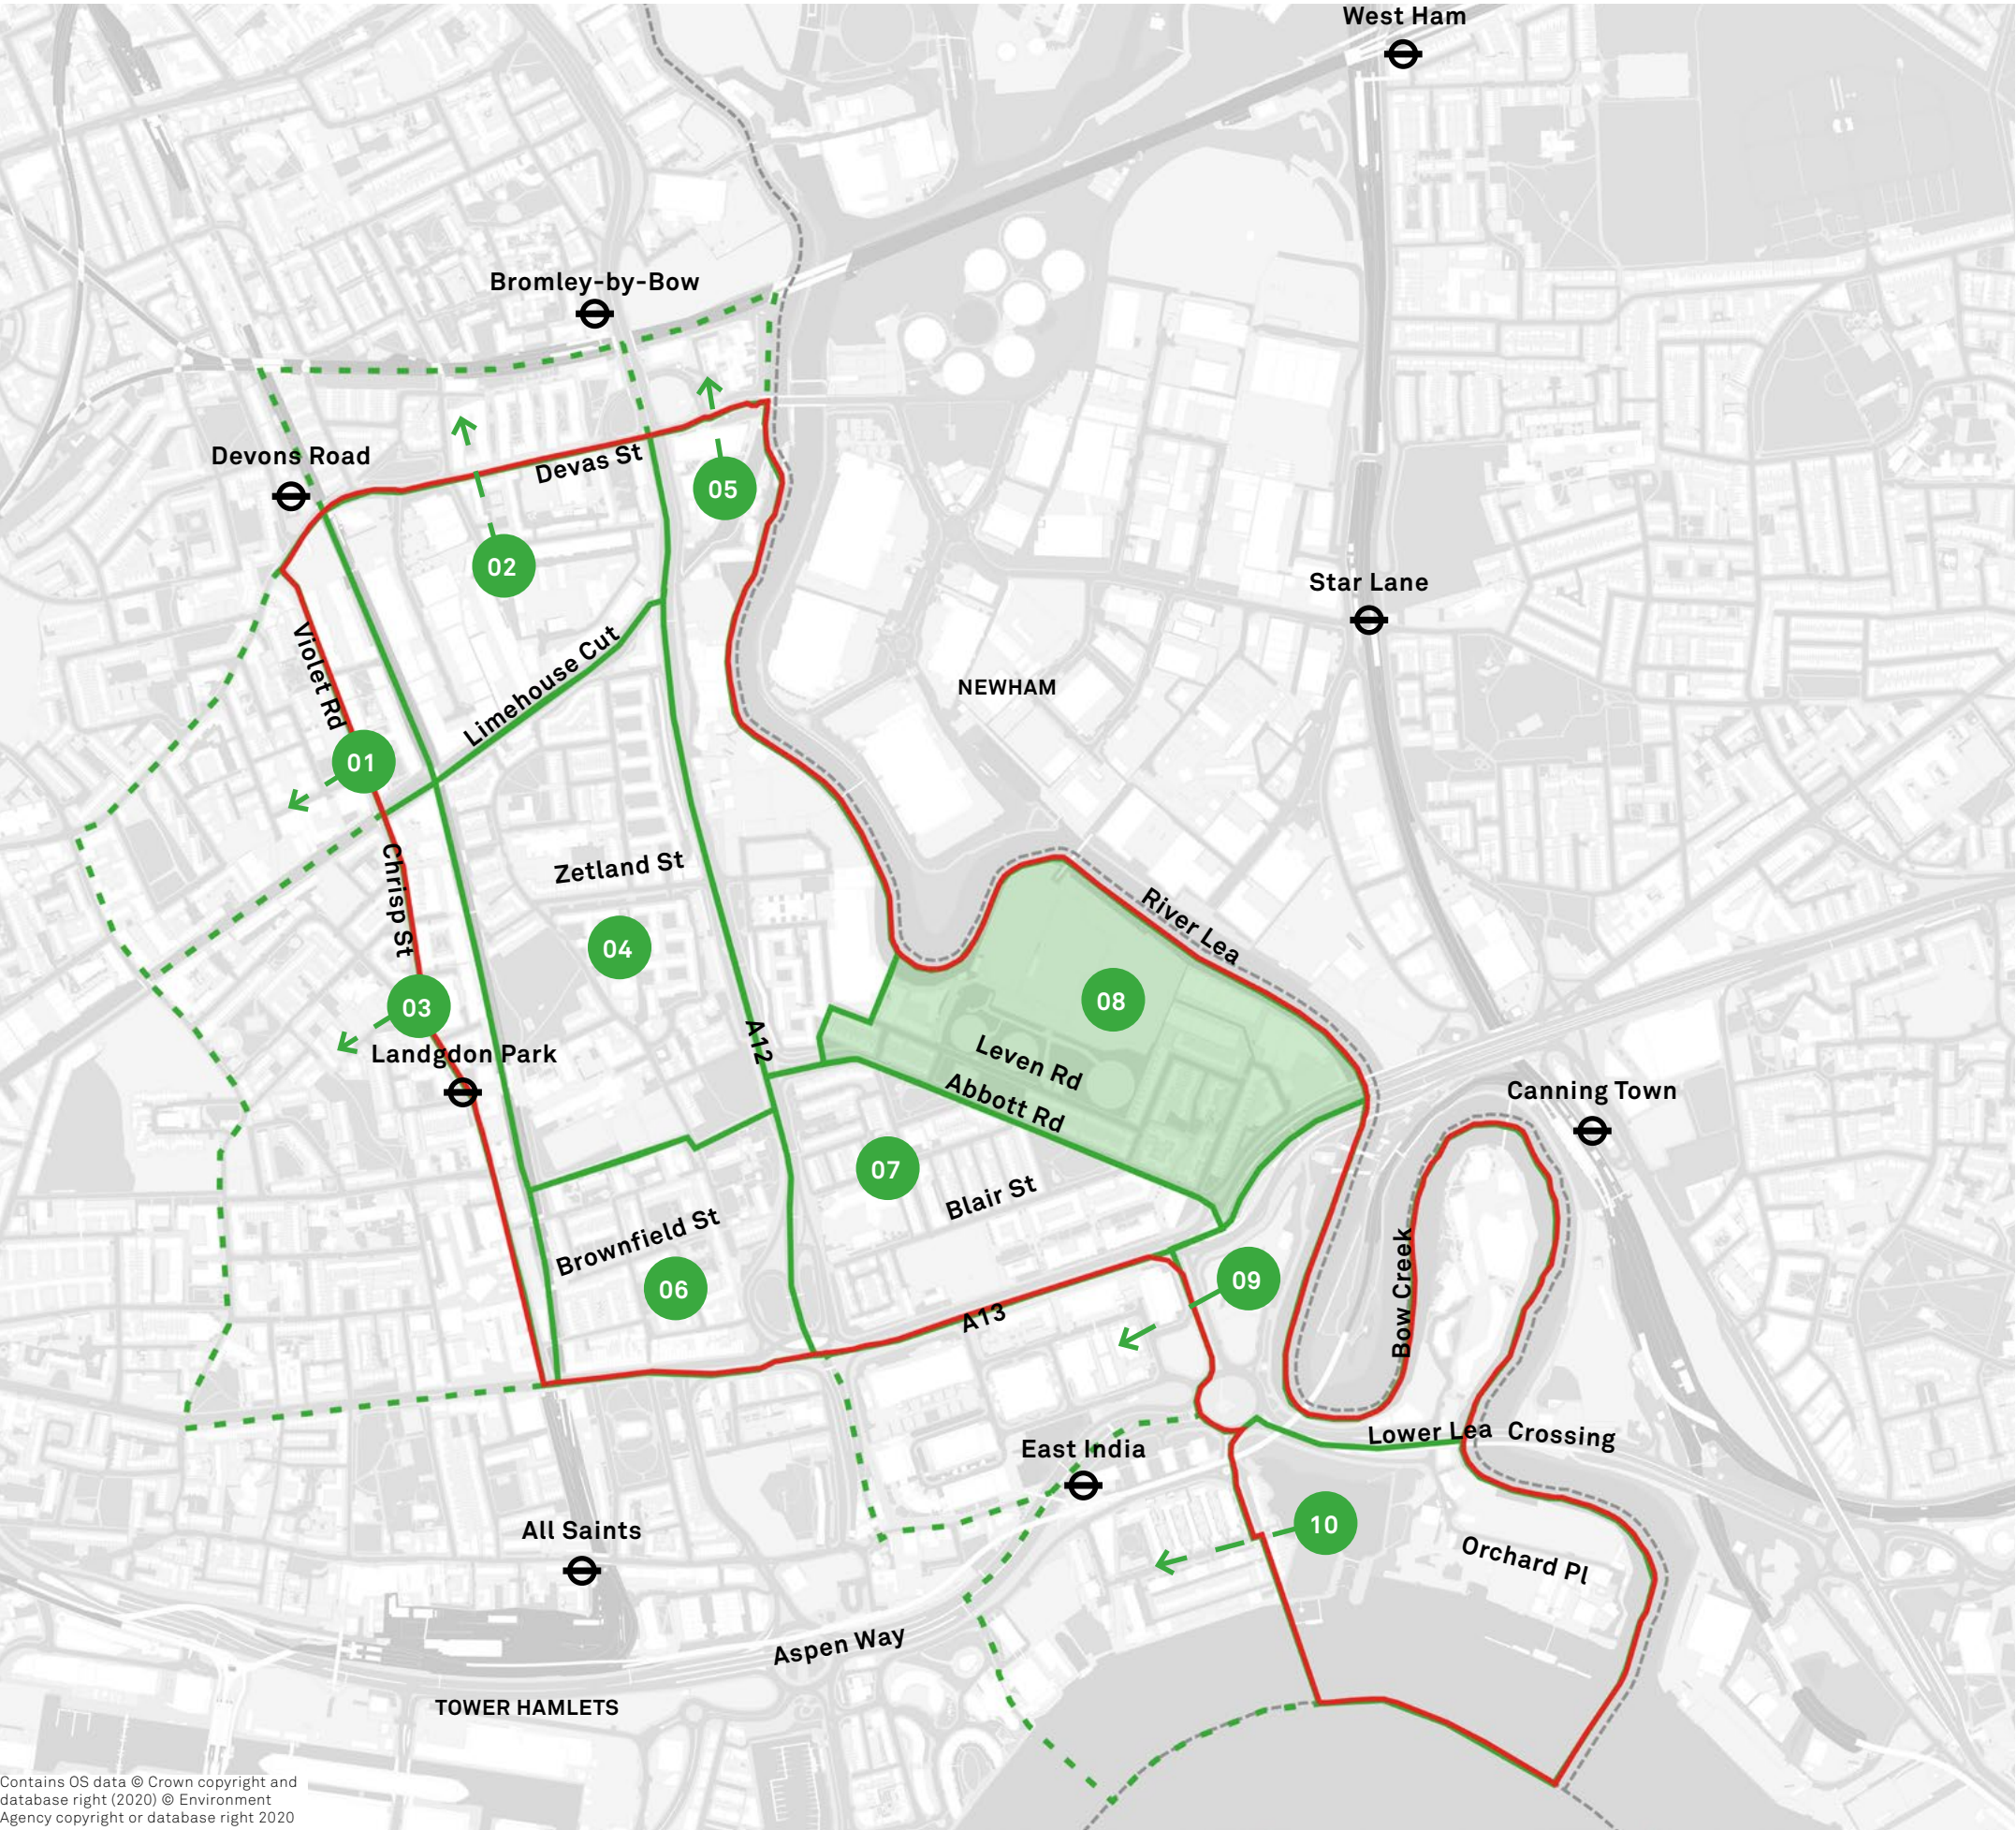 West Ham
Bromley-by-Bow
Devons Road
Devas St
05
02
Star Lane
Violet Rd
Limehouse Cut
NEWHAM
01
Chrisp St
Zetland St
River Lea
04
08
03
A12
Landgdon Park
Leven Rd
Abbott Rd
Canning Town
07
Blair St
Brownfield St
Bow Creek
06
09
A13
Lower Lea Crossing
East India
10
All Saints
Orchard Pl
Aspen Way
TOWER HAMLETS
Contains OS data © Crown copyright and
database right (2020) © Environment
Agency copyright or database right 2020